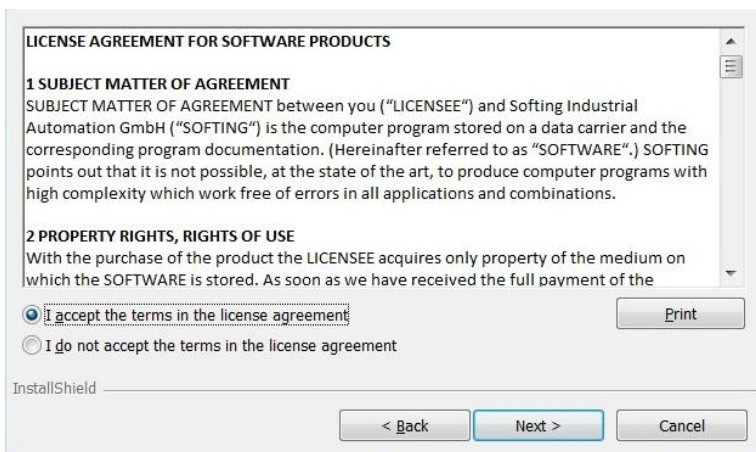 LICENSE AGREEMENT FOR SOFTWARE PRODUCTS
1 SUBJECT MATTER OF AGREEMENT
SUBJECT MATTER OF AGREEMENT between you (“LICENSEE“) and Softing Industrial
Automation GmbH (“SOFTING“) is the computer program stored on a data carrier and the
corresponding program documentation. (Hereinafter referred to as “SOFTWARE“.) SOFTING
points out that it is not possible, at the state of the art, to produce computer programs with
high complexity which work free of errors in all applications and combinations.
2 PROPERTY RIGHTS, RIGHTS OF USE
With the purchase of the product the LICENSEE acquires only property of the medium on
which the SOFTWARE is stored. As soon as we have received the full payment of the
I accept the terms in the license agreement
Print
I do not accept the terms in the license agreement
InstallShield
< Back Next > Cancel